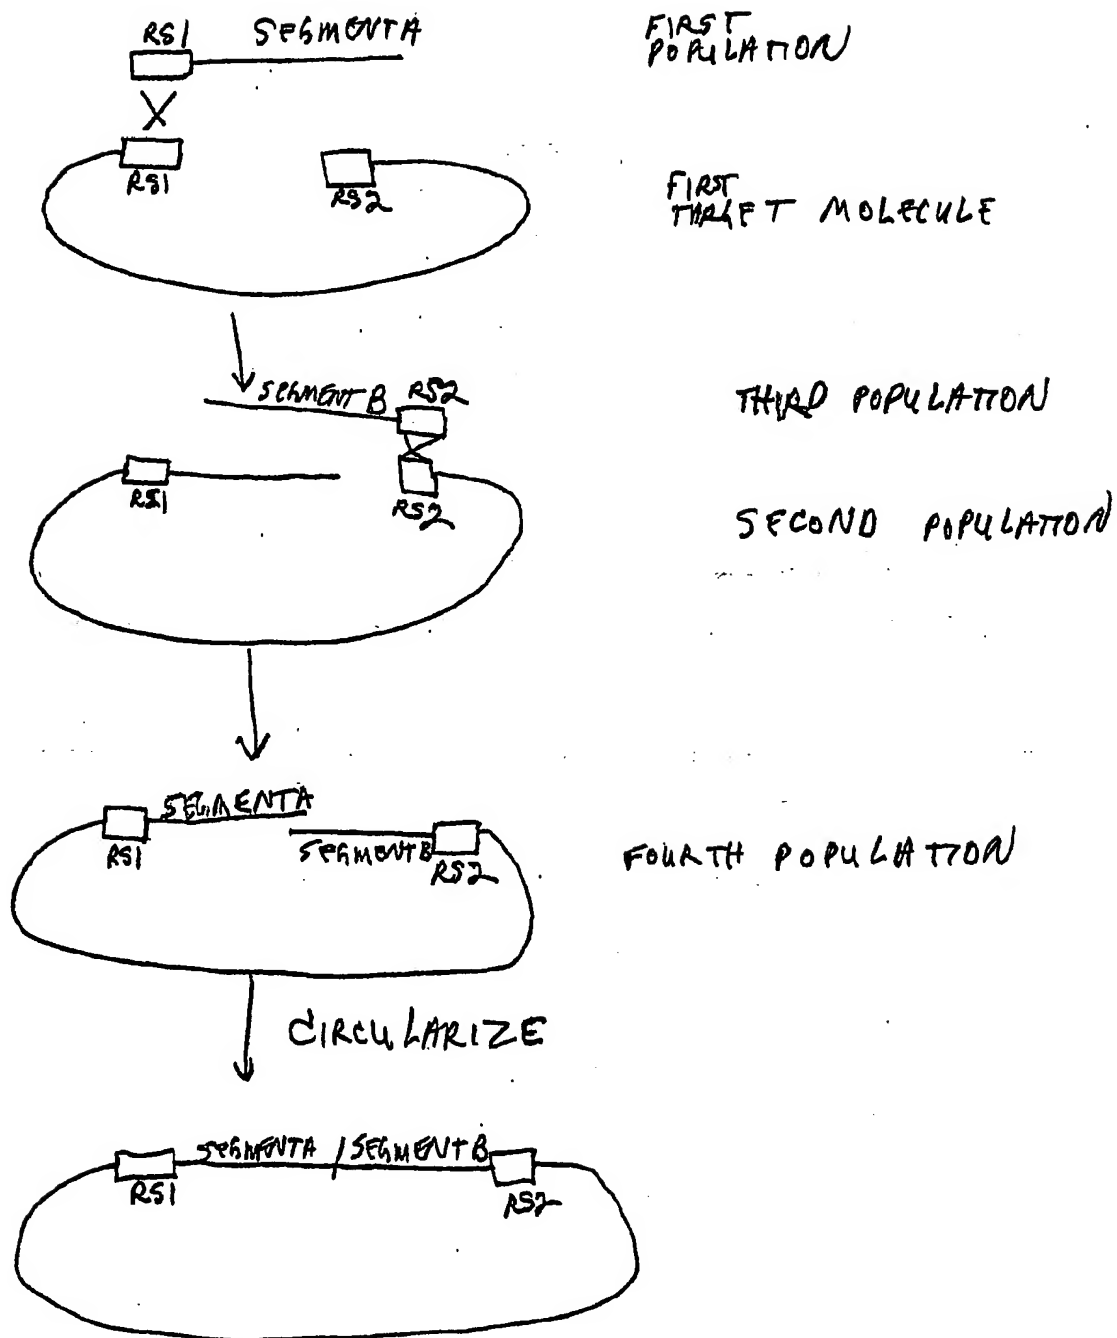 RS1 SEGMENTA
FIRST
POPULATION
RS1
RS2
FIRST
TARGET MOLECULE
SEGMENT B RS2
THIRD POPULATION
RS1
RS2
SECOND POPULATION
SEGMENTA
RS1
SEGMENTB
RS2
FOURTH POPULATION
CIRCULARIZE
SEGMENTA / SEGMENTB
RS1
RS2